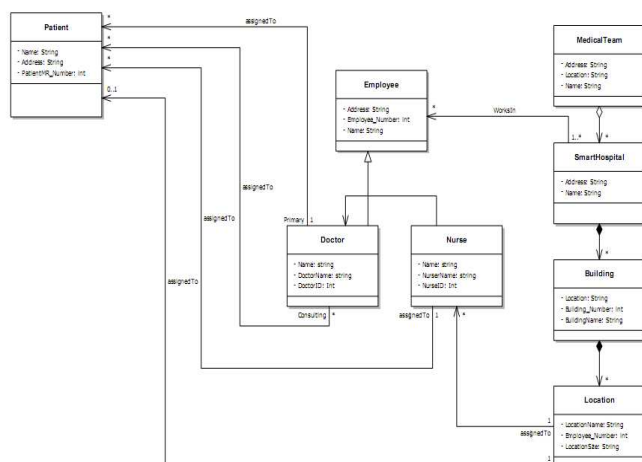 Patient
- Name: String
- Address: String
- PatientMR_Number: Int
*
*
*
0..1
assignedTo
assignedTo
assignedTo
Employee
- Address: String
- Employee_Number: Int
- Name: String
*
WorksIn
1..*
MedicalTeam
- Address: String
- Location: String
- Name: String
*
SmartHospital
- Address: String
- Name: String
*
Primary 1
Doctor
- Name: string
- DoctorName: string
- DoctorID: Int
Consulting *
Nurse
- Name: string
- NurserName: string
- NurseID: Int
assignedTo 1
*
Building
- Location: String
- Building_Number: Int
- BuildingName: String
*
Location
- LocationName: String
- Employee_Number: Int
- LocationSize: String
1
assignedTo
1